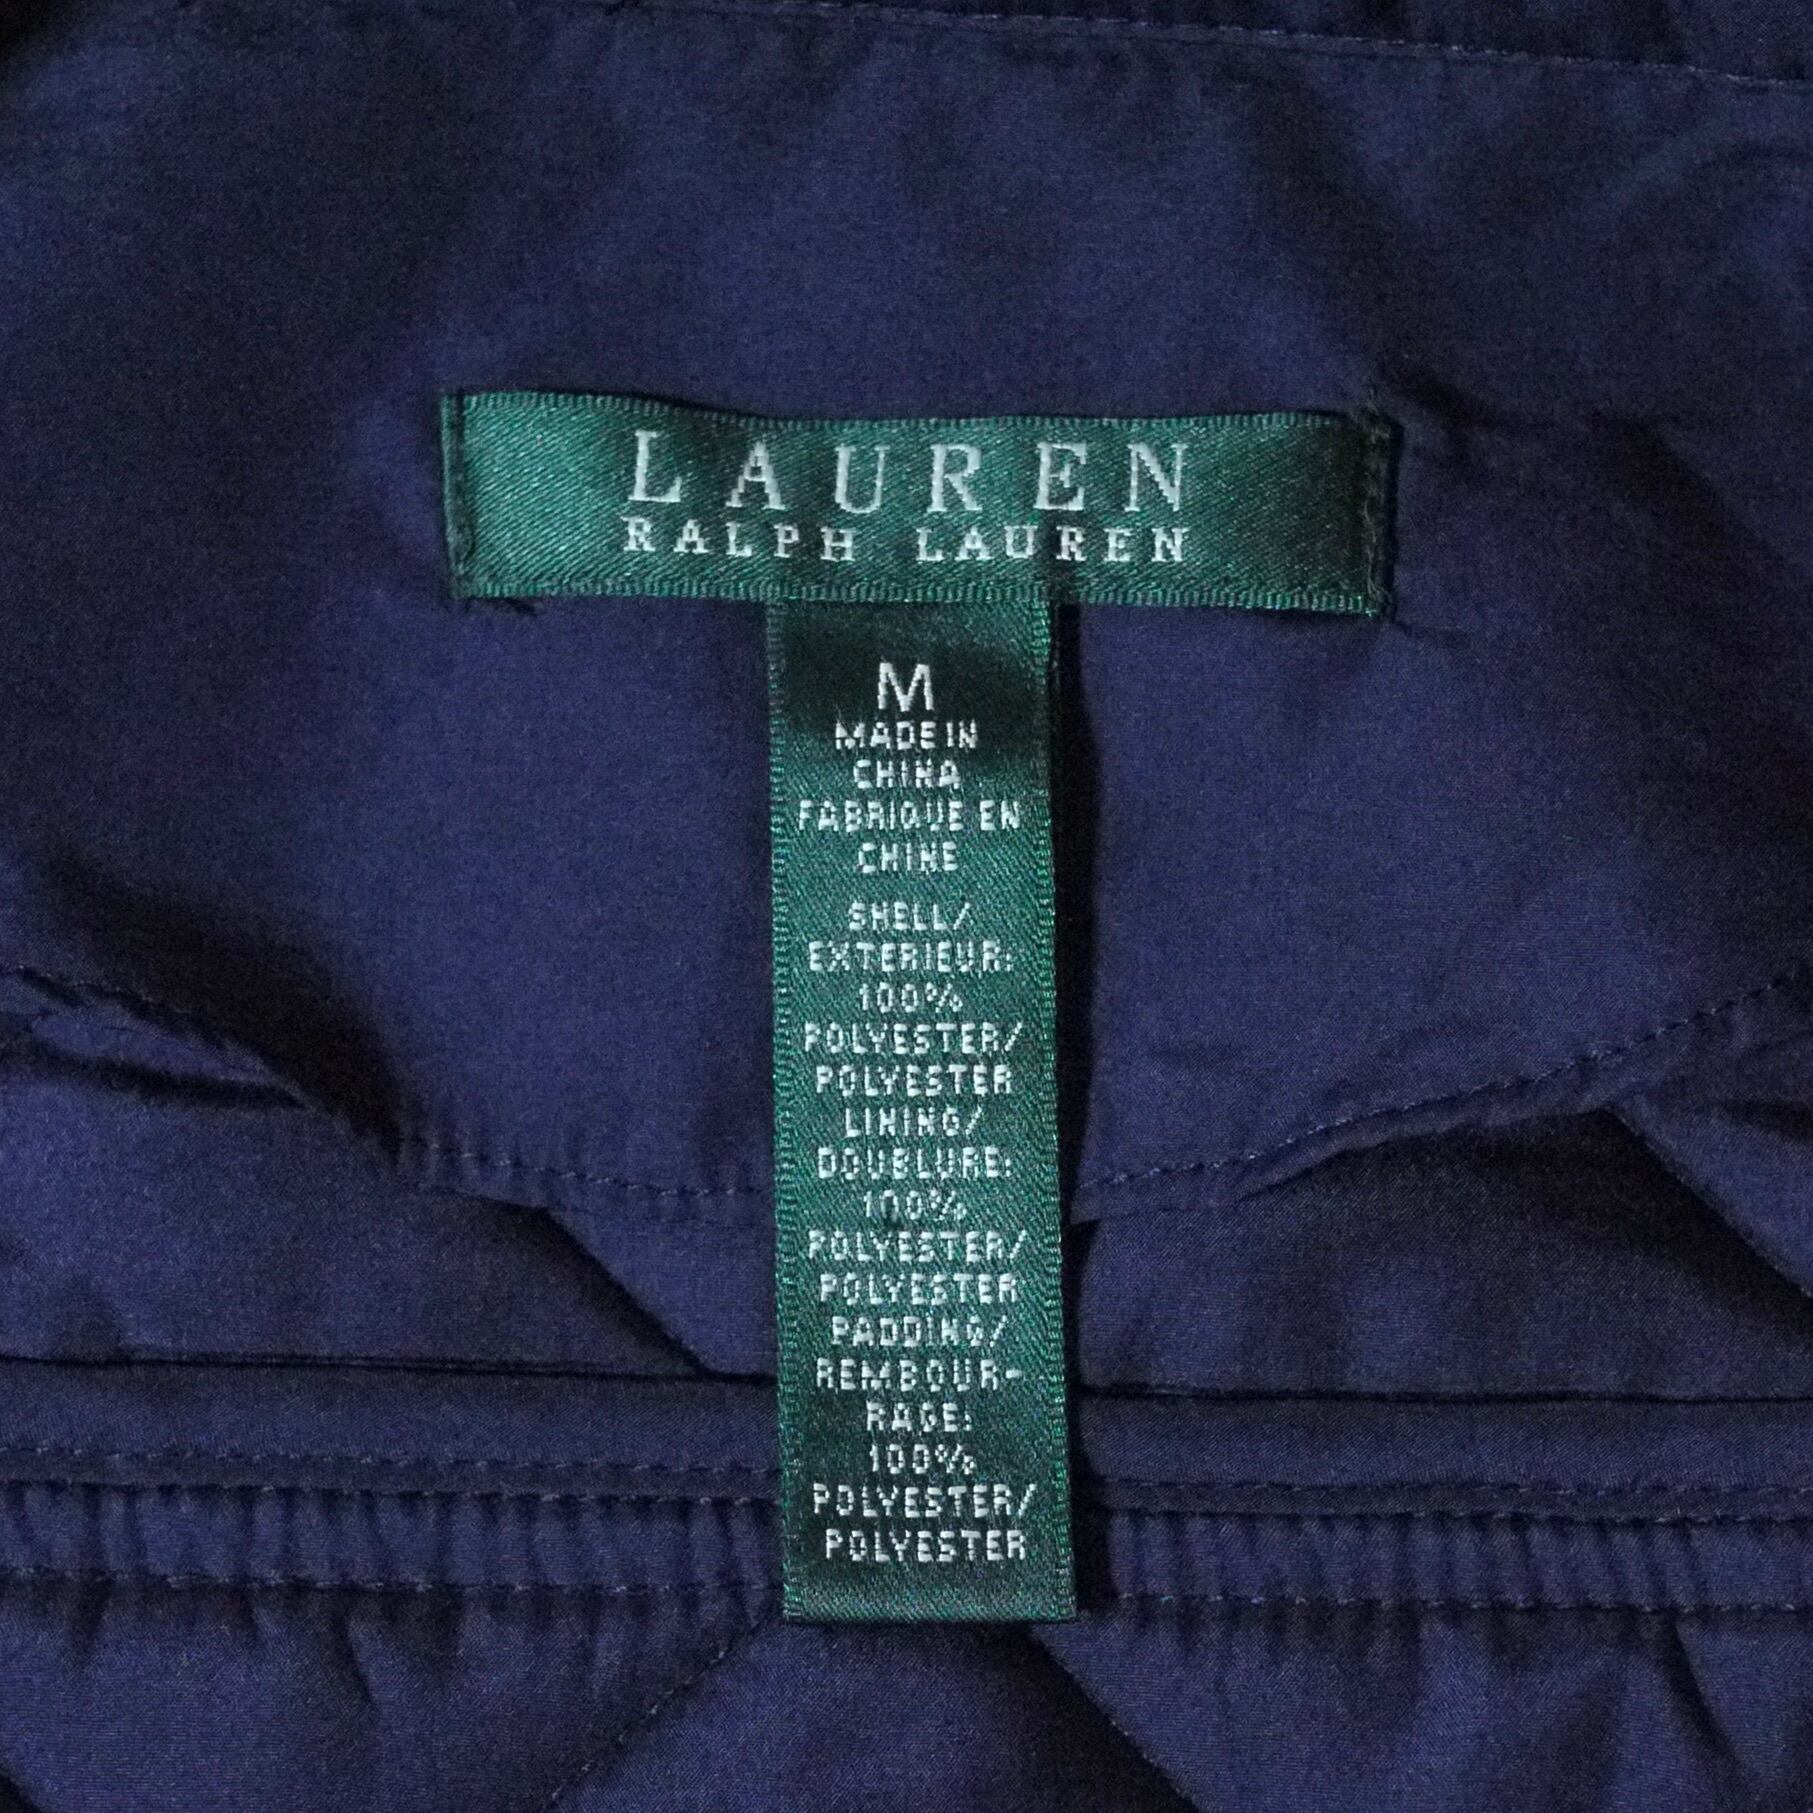 LAUREN
RALPH LAUREN
M
MADE IN
CHINA
FABRIQUE EN
CHINE
SHELL/
EXTERIEUR:
100%
POLYESTER/
POLYESTER
LINING/
DOUBLURE:
100%
POLYESTER/
POLYESTER
PADDING/
REMBOUR-
RAGE:
100%
POLYESTER/
POLYESTER